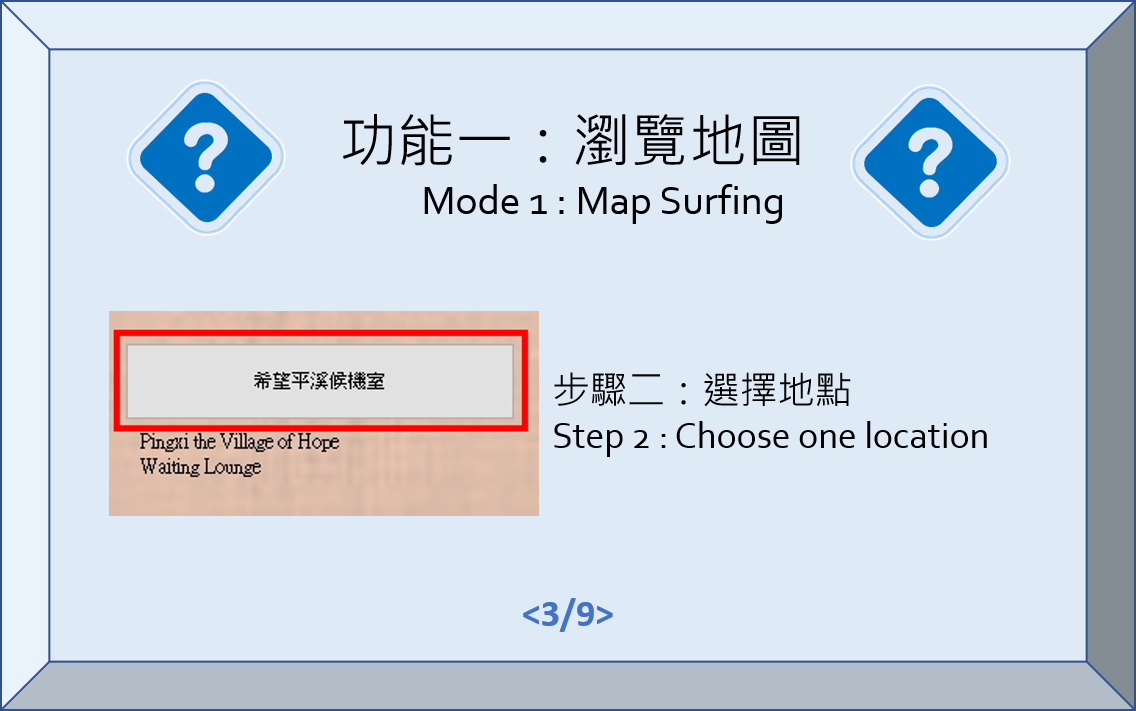 功能一：瀏覽地圖
Mode 1 : Map Surfing
希望平溪候機室
Pingxi the Village of Hope
Waiting Lounge
步驟二：選擇地點
Step 2 : Choose one location
<3/9>